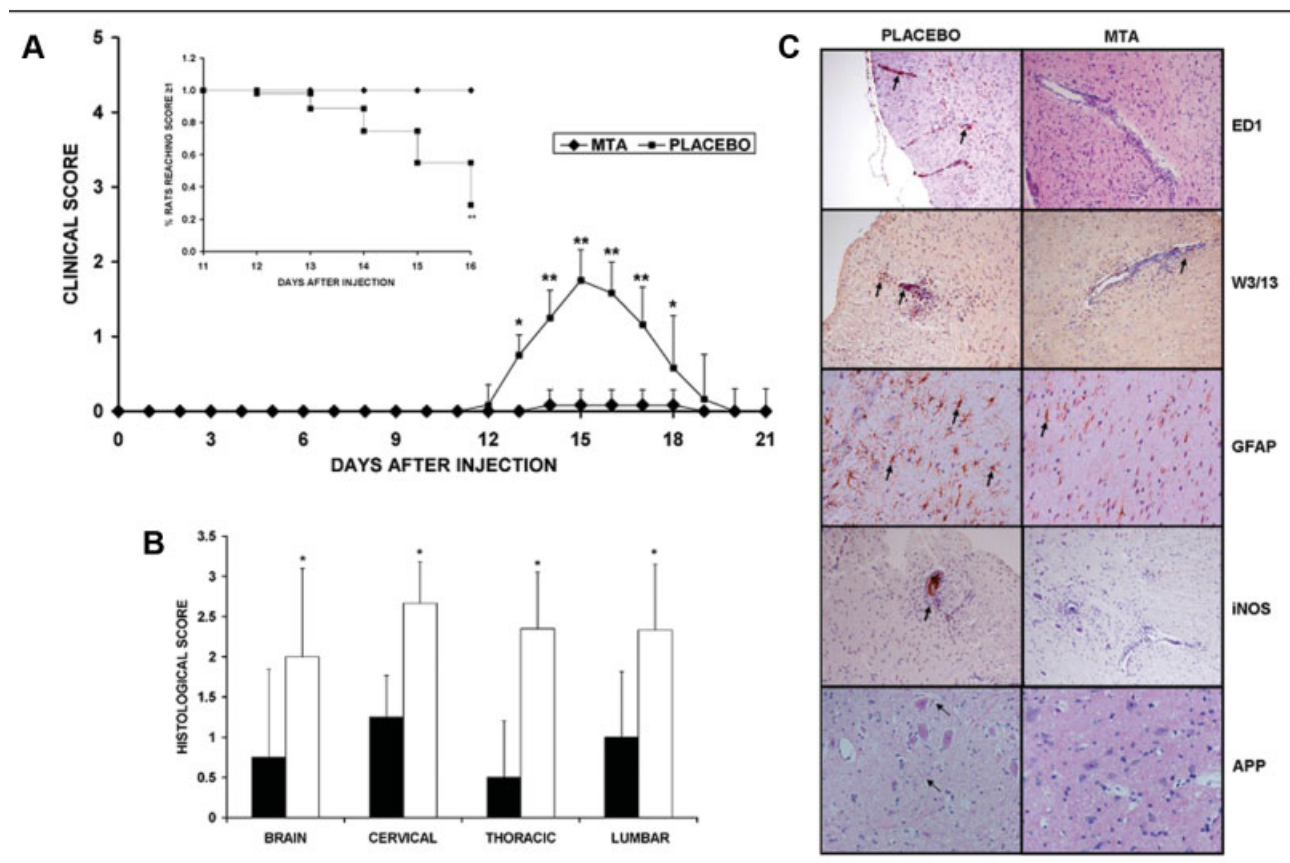 A
5
4
3
2
1
0
CLINICAL SCORE
0 3 6 9 12 15 18 21
DAYS AFTER INJECTION
1.2
1.0
0.8
0.6
0.4
0.2
0.0
% RATS REACHING SCORE ≥1
11 12 13 14 15 16
DAYS AFTER INJECTION
**
MTA PLACEBO
* ** ** ** ** *
B
3.5
3
2.5
2
1.5
1
0.5
0
HISTOLOGICAL SCORE
* * * *
BRAIN CERVICAL THORACIC LUMBAR
C
PLACEBO MTA
ED1
W3/13
GFAP
iNOS
APP